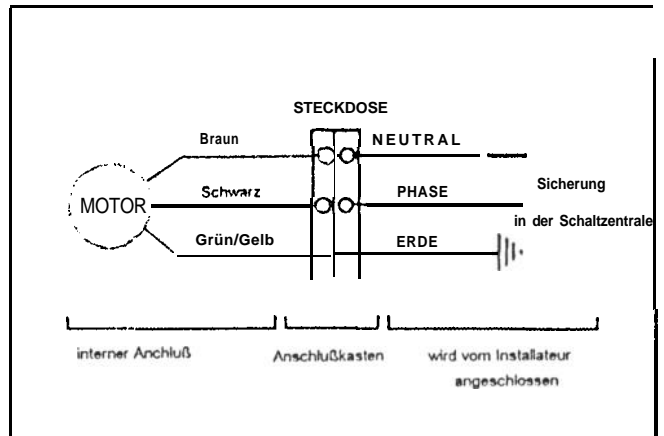 STECKDOSE
Braun
NEUTRAL
MOTOR
Schwarz
PHASE
Sicherung
in der Schaltzentrale
Grün/Gelb
ERDE
interner Anchluß
Anschlußkasten
wird vom Installateur
angeschlossen